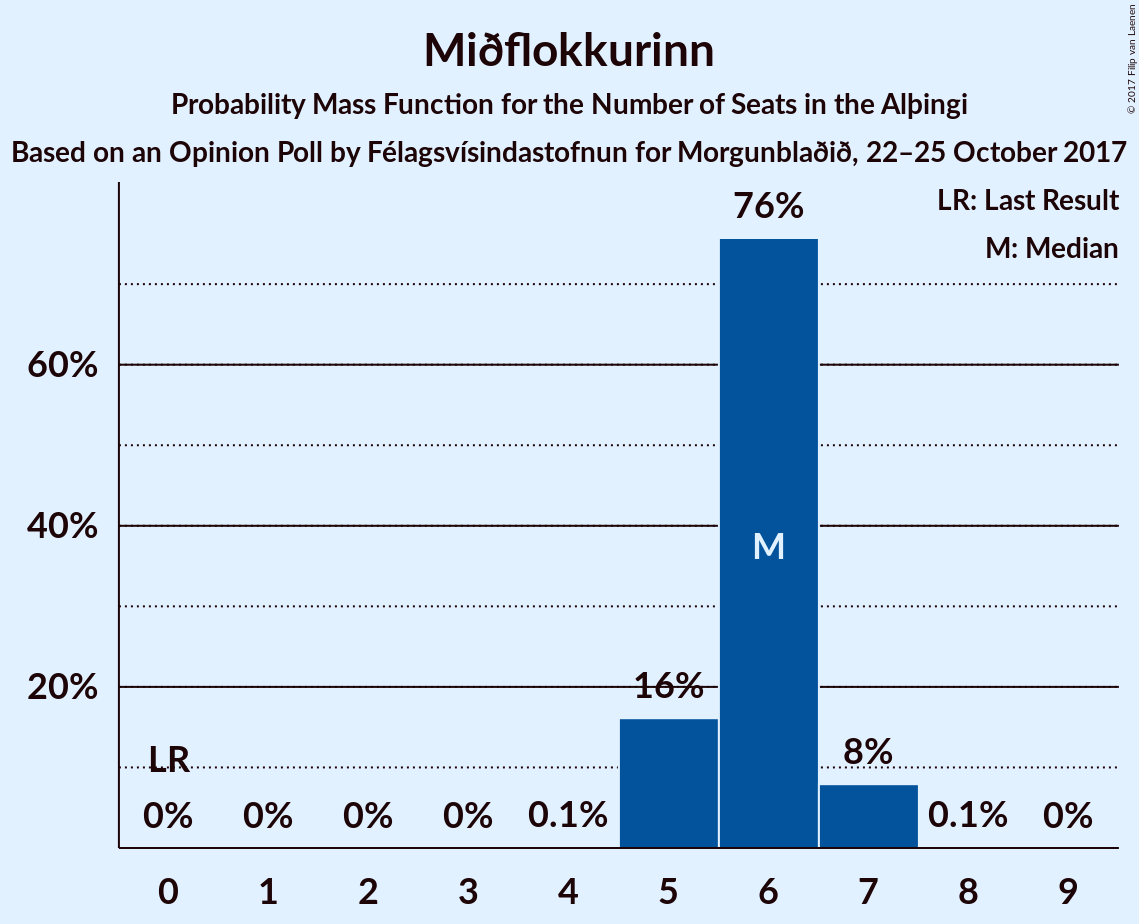 Miðflokkurinn
Probability Mass Function for the Number of Seats in the Alþingi
Based on an Opinion Poll by Félagsvísindastofnun for Morgunblaðið, 22–25 October 2017
© 2017 Filip van Laenen
LR: Last Result
M: Median
76%
60%
40%
M
20%
16%
LR
8%
0%
0%
0%
0%
0.1%
0.1%
0%
0
1
2
3
4
5
6
7
8
9